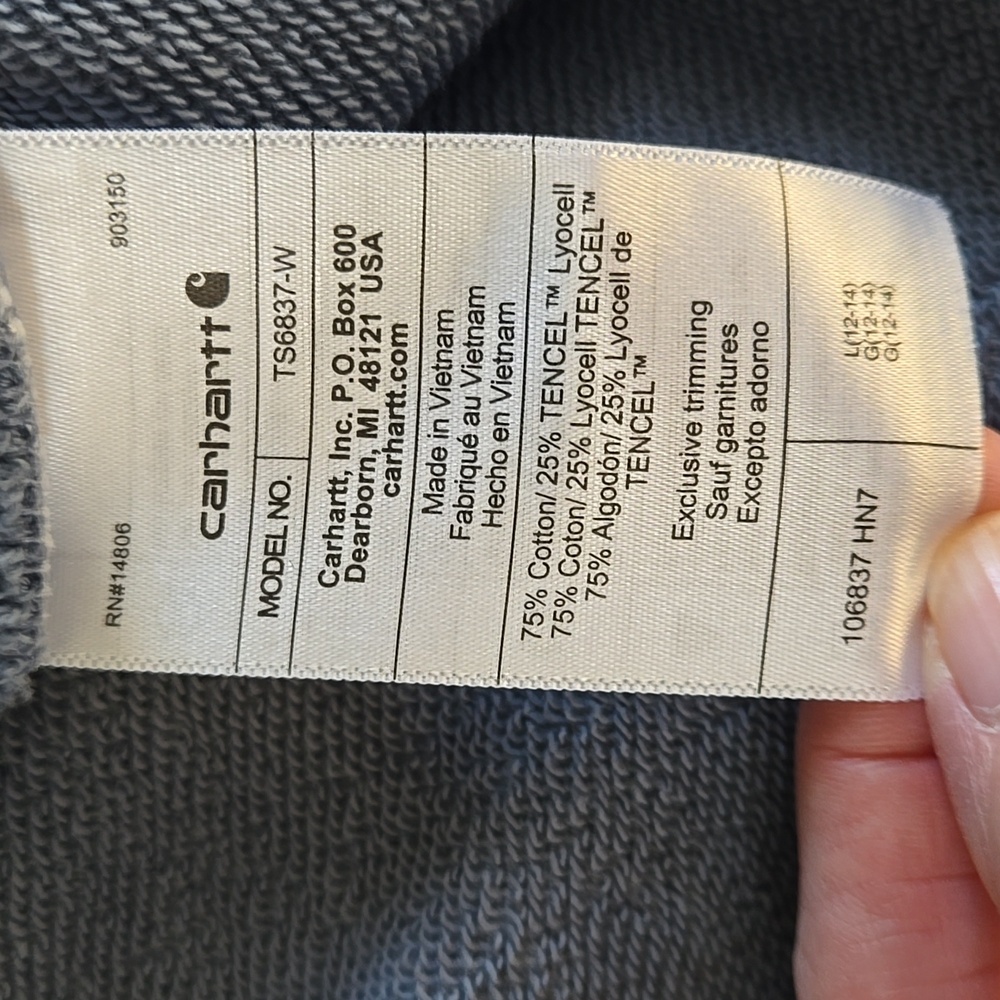 RN#14806 903150
carhartt
MODEL NO. TS6837-W
Carhartt, Inc. P.O. Box 600
Dearborn, MI 48121 USA
carhartt.com
Made in Vietnam
Fabriqué au Vietnam
Hecho en Vietnam
75% Cotton/ 25% TENCEL™ Lyocell
75% Coton/ 25% Lyocell TENCEL™
75% Algodón/ 25% Lyocell de
TENCEL™
Exclusive trimming
Sauf garnitures
Excepto adorno
106837 HN7
L(12-14)
G(12-14)
G(12-14)